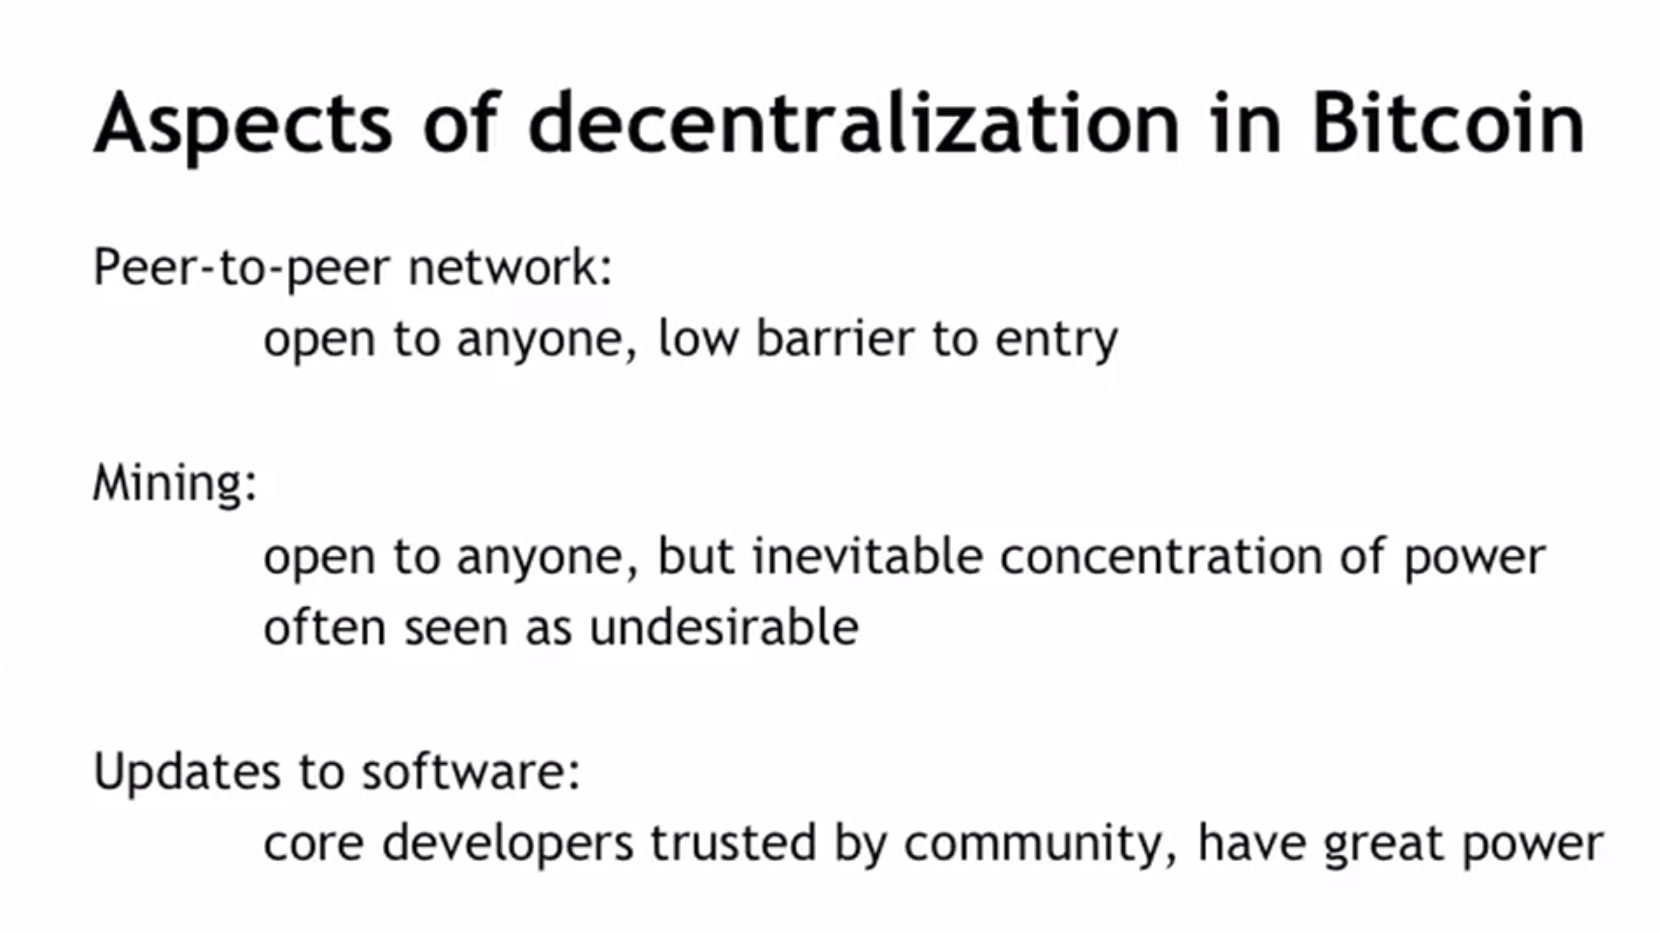 Aspects of decentralization in Bitcoin
Peer-to-peer network:
open to anyone, low barrier to entry
Mining:
open to anyone, but inevitable concentration of power
often seen as undesirable
Updates to software:
core developers trusted by community, have great power